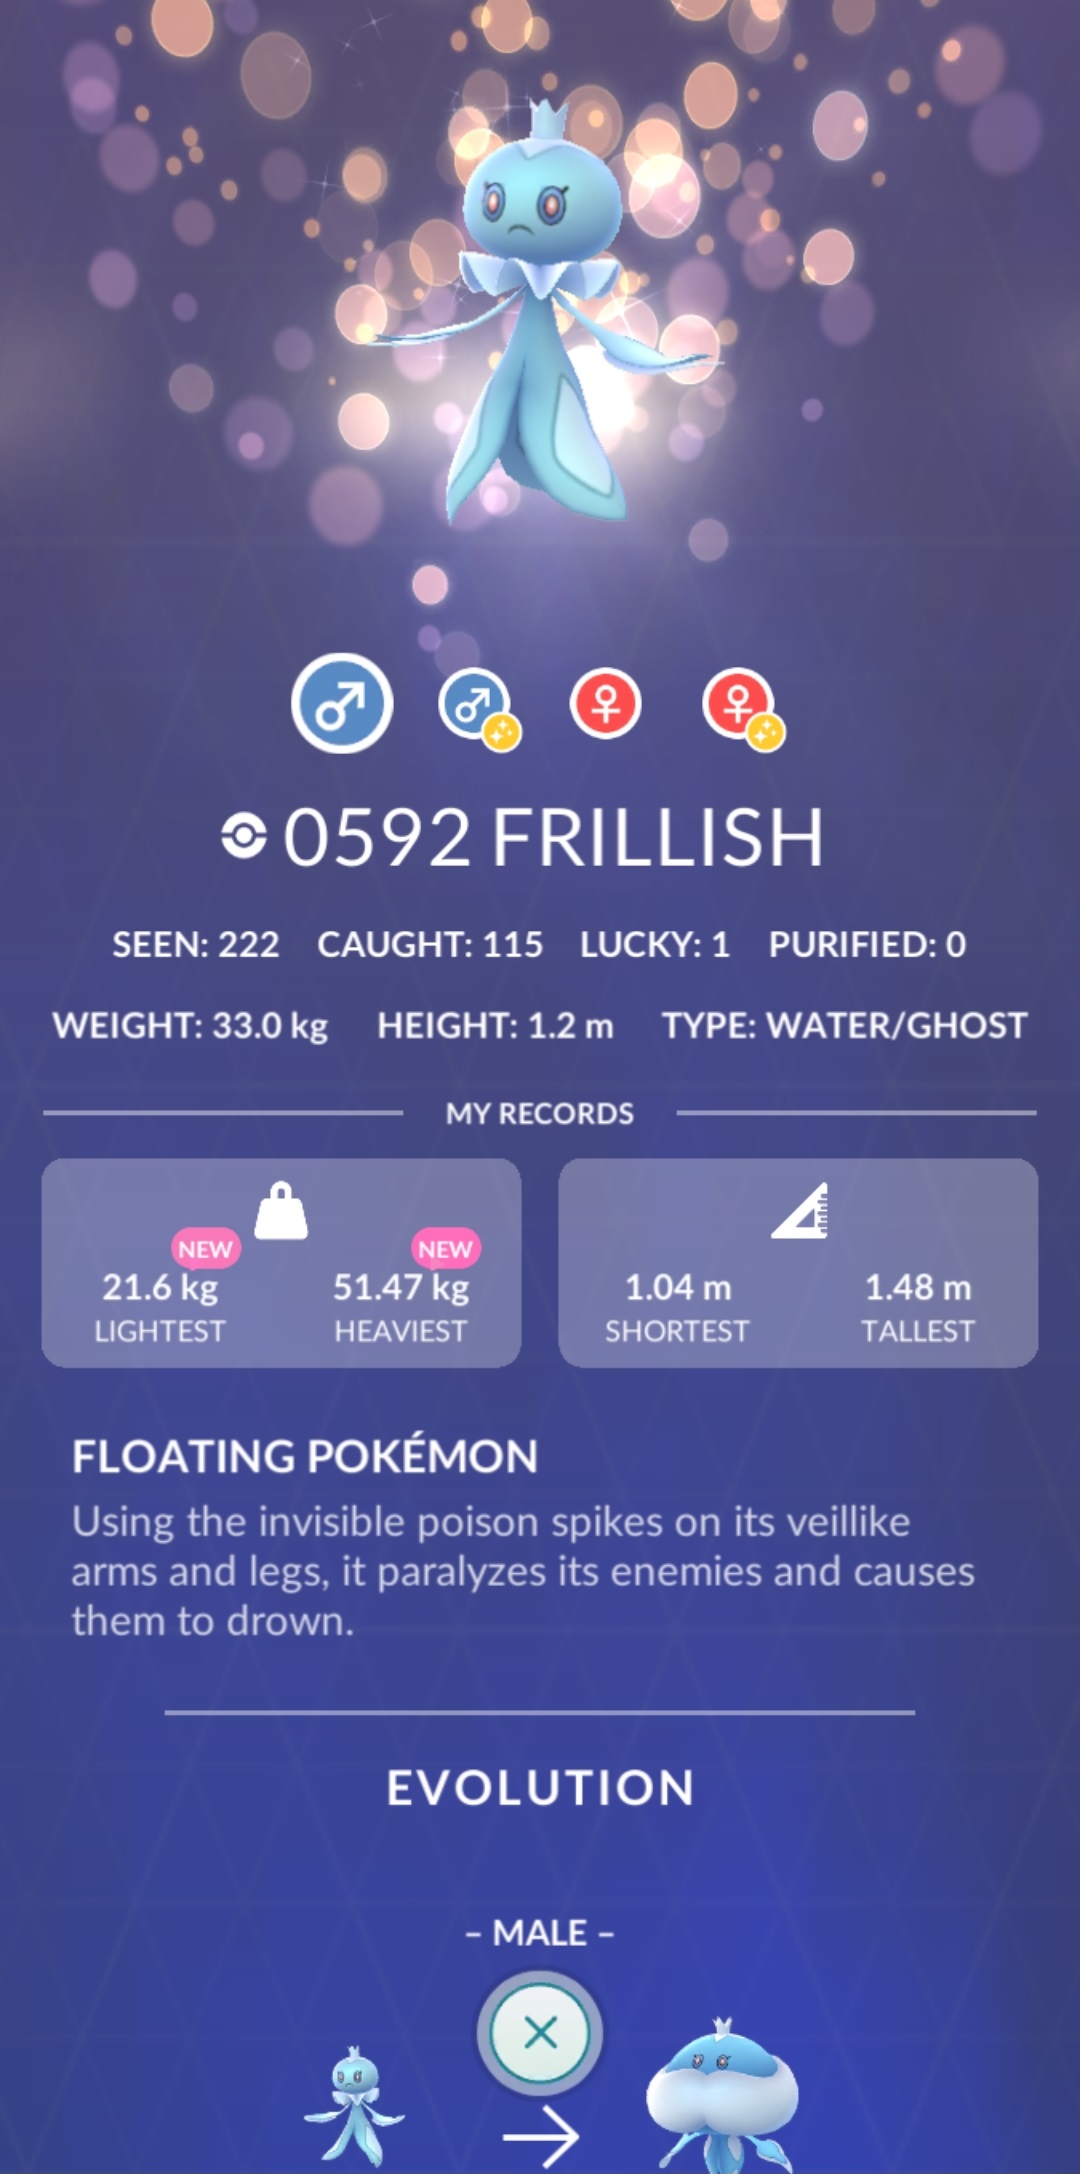 0592 FRILLISH
SEEN: 222 CAUGHT: 115 LUCKY: 1 PURIFIED: 0
WEIGHT: 33.0 kg HEIGHT: 1.2 m TYPE: WATER/GHOST
MY RECORDS
NEW NEW
21.6 kg 51.47 kg 1.04 m 1.48 m
LIGHTEST HEAVIEST SHORTEST TALLEST
FLOATING POKÉMON
Using the invisible poison spikes on its veillike
arms and legs, it paralyzes its enemies and causes
them to drown.
EVOLUTION
– MALE –